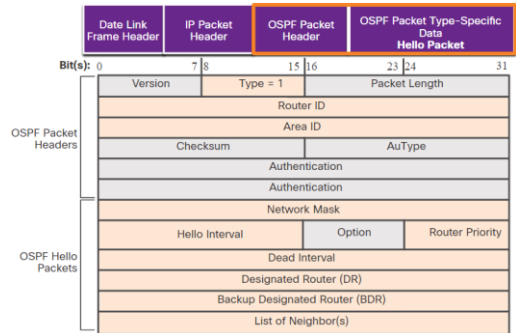 Date Link
Frame Header
IP Packet
Header
OSPF Packet
Header
OSPF Packet Type-Specific
Data
Hello Packet
Bit(s): 0 7 8 15 16 23 24 31
OSPF Packet
Headers
Version Type = 1 Packet Length
Router ID
Area ID
Checksum AuType
Authentication
Authentication
OSPF Hello
Packets
Network Mask
Hello Interval Option Router Priority
Dead Interval
Designated Router (DR)
Backup Designated Router (BDR)
List of Neighbor(s)